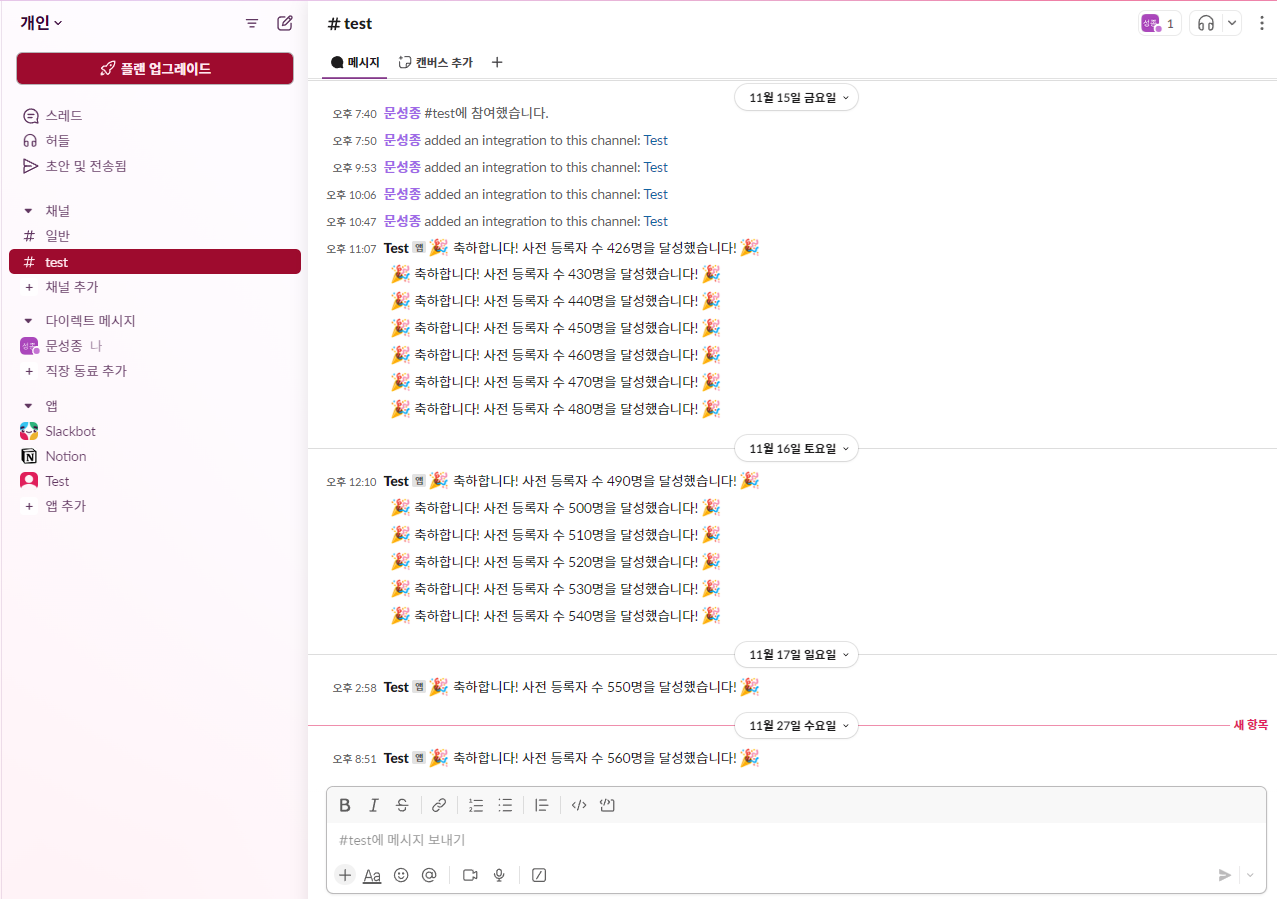 개인
플랜 업그레이드
스레드
허들
초안 및 전송됨
채널
# 일반
# test
+ 채널 추가
다이렉트 메시지
성종 문성종 나
+ 직장 동료 추가
앱
Slackbot
Notion
Test
+ 앱 추가
# test
성종 1
메시지 캔버스 추가 +
11월 15일 금요일
오후 7:40 문성종 #test에 참여했습니다.
오후 7:50 문성종 added an integration to this channel: Test
오후 9:53 문성종 added an integration to this channel: Test
오후 10:06 문성종 added an integration to this channel: Test
오후 10:47 문성종 added an integration to this channel: Test
오후 11:07 Test 앱 🎉 축하합니다! 사전 등록자 수 426명을 달성했습니다! 🎉
🎉 축하합니다! 사전 등록자 수 430명을 달성했습니다! 🎉
🎉 축하합니다! 사전 등록자 수 440명을 달성했습니다! 🎉
🎉 축하합니다! 사전 등록자 수 450명을 달성했습니다! 🎉
🎉 축하합니다! 사전 등록자 수 460명을 달성했습니다! 🎉
🎉 축하합니다! 사전 등록자 수 470명을 달성했습니다! 🎉
🎉 축하합니다! 사전 등록자 수 480명을 달성했습니다! 🎉
11월 16일 토요일
오후 12:10 Test 앱 🎉 축하합니다! 사전 등록자 수 490명을 달성했습니다! 🎉
🎉 축하합니다! 사전 등록자 수 500명을 달성했습니다! 🎉
🎉 축하합니다! 사전 등록자 수 510명을 달성했습니다! 🎉
🎉 축하합니다! 사전 등록자 수 520명을 달성했습니다! 🎉
🎉 축하합니다! 사전 등록자 수 530명을 달성했습니다! 🎉
🎉 축하합니다! 사전 등록자 수 540명을 달성했습니다! 🎉
11월 17일 일요일
오후 2:58 Test 앱 🎉 축하합니다! 사전 등록자 수 550명을 달성했습니다! 🎉
11월 27일 수요일 새 항목
오후 8:51 Test 앱 🎉 축하합니다! 사전 등록자 수 560명을 달성했습니다! 🎉
B I S
#test에 메시지 보내기
+ Aa @